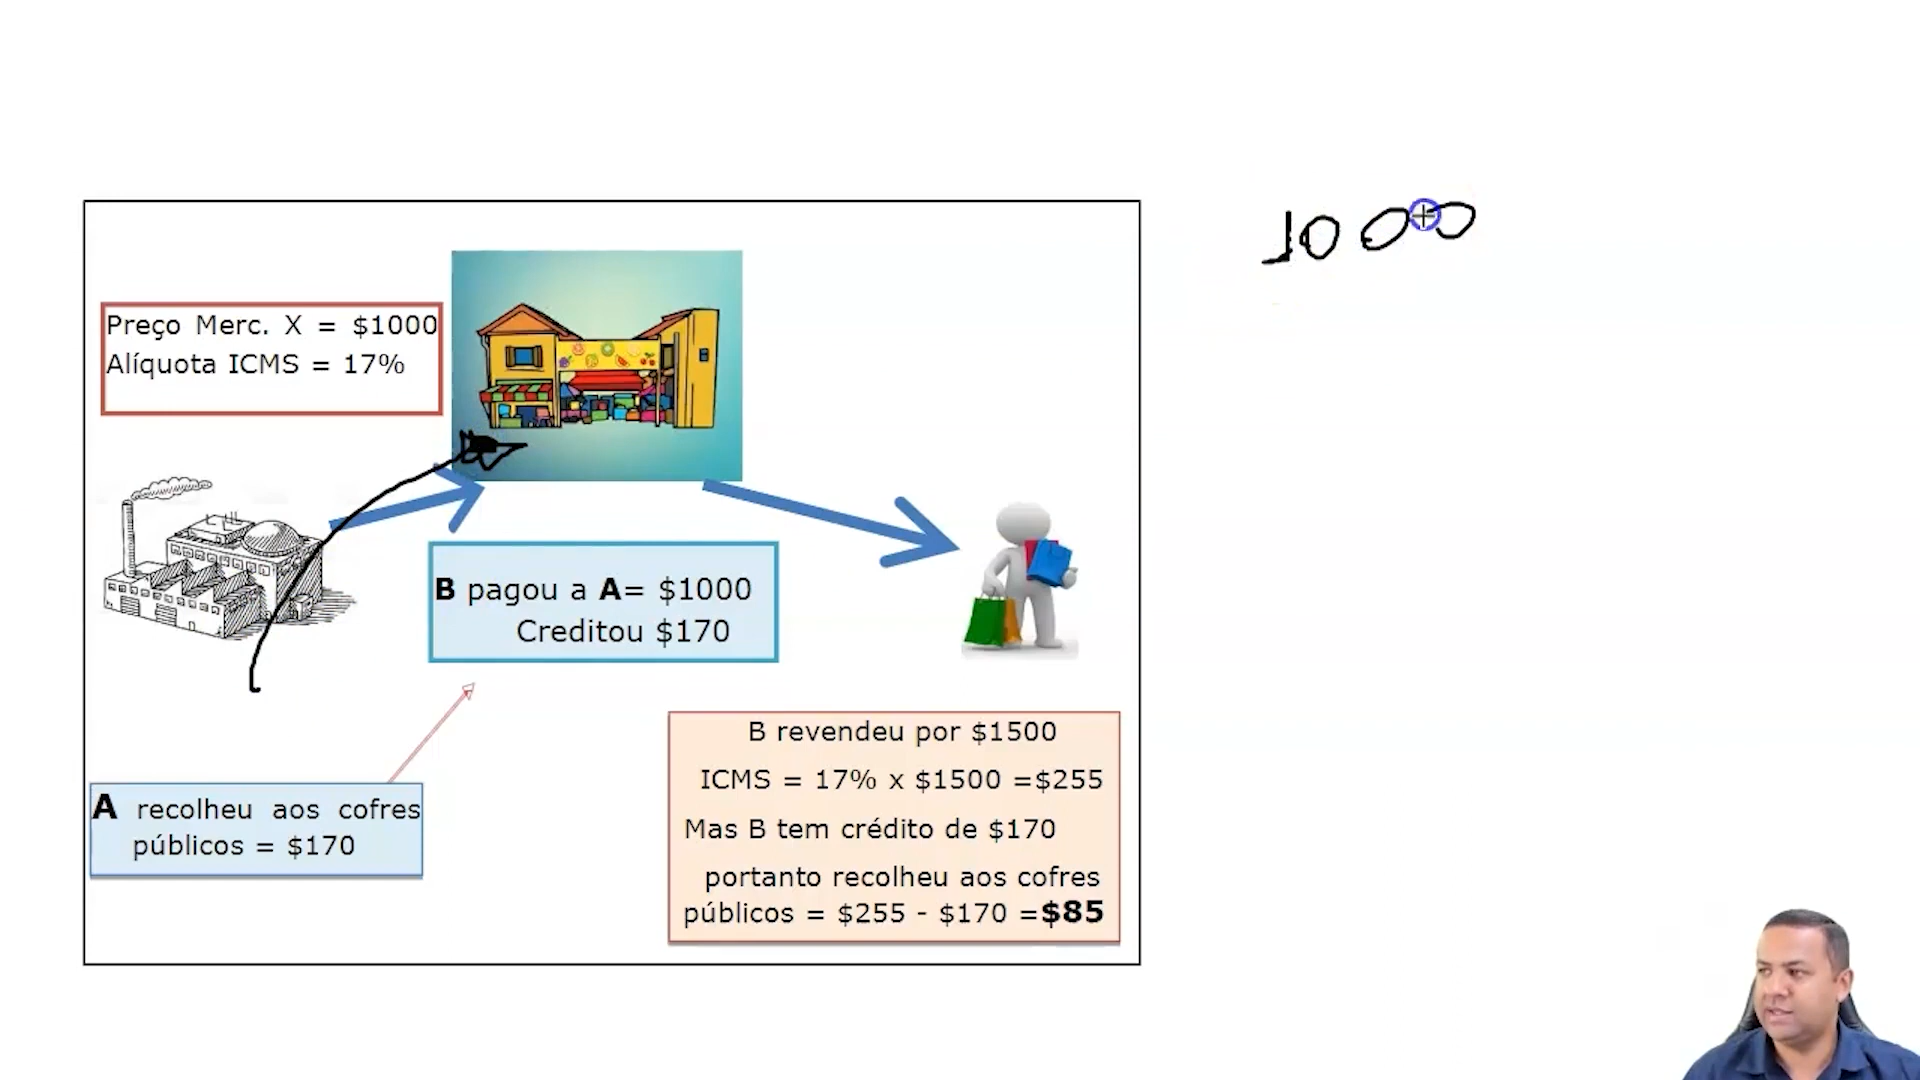 1000
Preço Merc. X = $1000
Alíquota ICMS = 17%
B pagou a A= $1000
Creditou $170
A recolheu aos cofres
públicos = $170
B revendeu por $1500
ICMS = 17% x $1500 =$255
Mas B tem crédito de $170
portanto recolheu aos cofres
públicos = $255 - $170 =$85